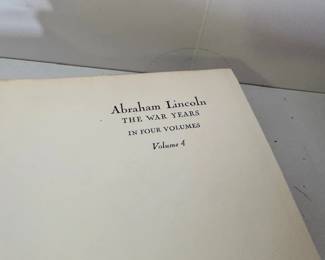 Abraham Lincoln
THE WAR YEARS
IN FOUR VOLUMES
Volume 4